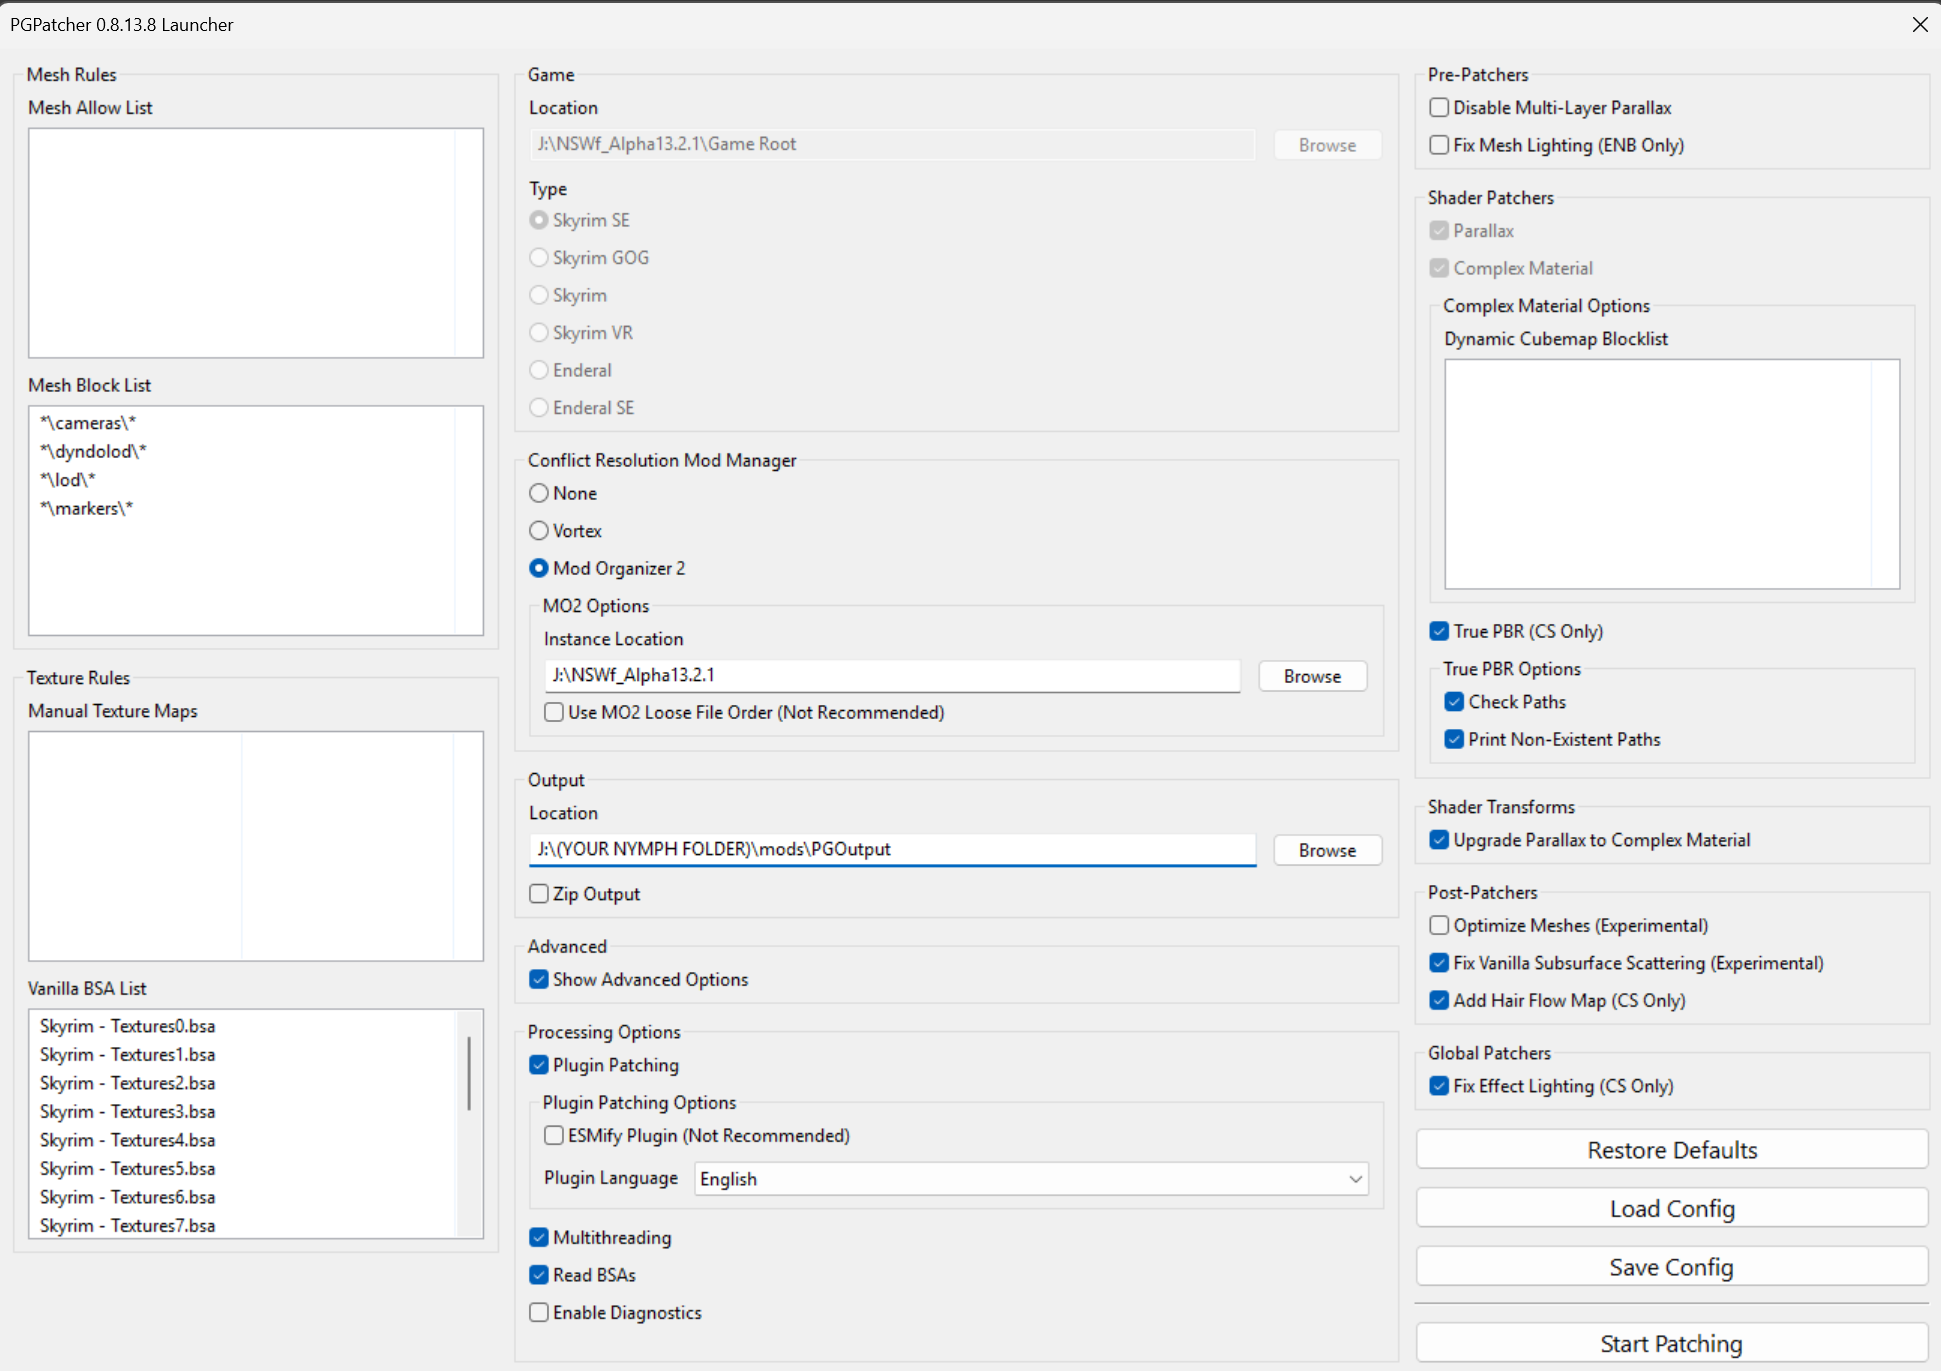 PGPatcher 0.8.13.8 Launcher
Mesh Rules
Mesh Allow List
Mesh Block List
*\cameras\*
*\dyndolod\*
*\lod\*
*\markers\*
Texture Rules
Manual Texture Maps
Vanilla BSA List
Skyrim - Textures0.bsa
Skyrim - Textures1.bsa
Skyrim - Textures2.bsa
Skyrim - Textures3.bsa
Skyrim - Textures4.bsa
Skyrim - Textures5.bsa
Skyrim - Textures6.bsa
Skyrim - Textures7.bsa
Game
Location
J:\NSWf_Alpha13.2.1\Game Root
Browse
Type
Skyrim SE
Skyrim GOG
Skyrim
Skyrim VR
Enderal
Enderal SE
Conflict Resolution Mod Manager
None
Vortex
Mod Organizer 2
MO2 Options
Instance Location
J:\NSWf_Alpha13.2.1
Browse
Use MO2 Loose File Order (Not Recommended)
Output
Location
J:\(YOUR NYMPH FOLDER)\mods\PGOutput
Browse
Zip Output
Advanced
Show Advanced Options
Processing Options
Plugin Patching
Plugin Patching Options
ESMify Plugin (Not Recommended)
Plugin Language
English
Multithreading
Read BSAs
Enable Diagnostics
Pre-Patchers
Disable Multi-Layer Parallax
Fix Mesh Lighting (ENB Only)
Shader Patchers
Parallax
Complex Material
Complex Material Options
Dynamic Cubemap Blocklist
True PBR (CS Only)
True PBR Options
Check Paths
Print Non-Existent Paths
Shader Transforms
Upgrade Parallax to Complex Material
Post-Patchers
Optimize Meshes (Experimental)
Fix Vanilla Subsurface Scattering (Experimental)
Add Hair Flow Map (CS Only)
Global Patchers
Fix Effect Lighting (CS Only)
Restore Defaults
Load Config
Save Config
Start Patching